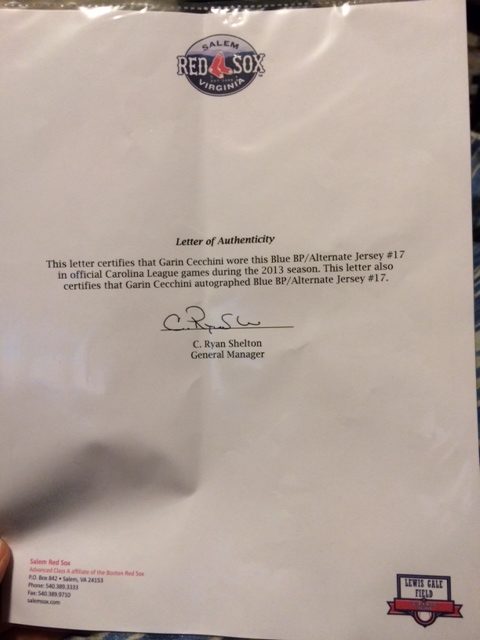 SALEM
RED SOX
VIRGINIA
Letter of Authenticity
This letter certifies that Garin Cecchini wore this Blue BP/Alternate Jersey #17
in official Carolina League games during the 2013 season. This letter also
certifies that Garin Cecchini autographed Blue BP/Alternate Jersey #17.
C. Ryan Shelton
General Manager
Salem Red Sox
Advanced Class A affiliate of the Boston Red Sox
P.O. Box 842 • Salem, VA 24153
Phone: 540.389.3333
Fax: 540.389.9710
salemsox.com
LEWIS GALE
FIELD